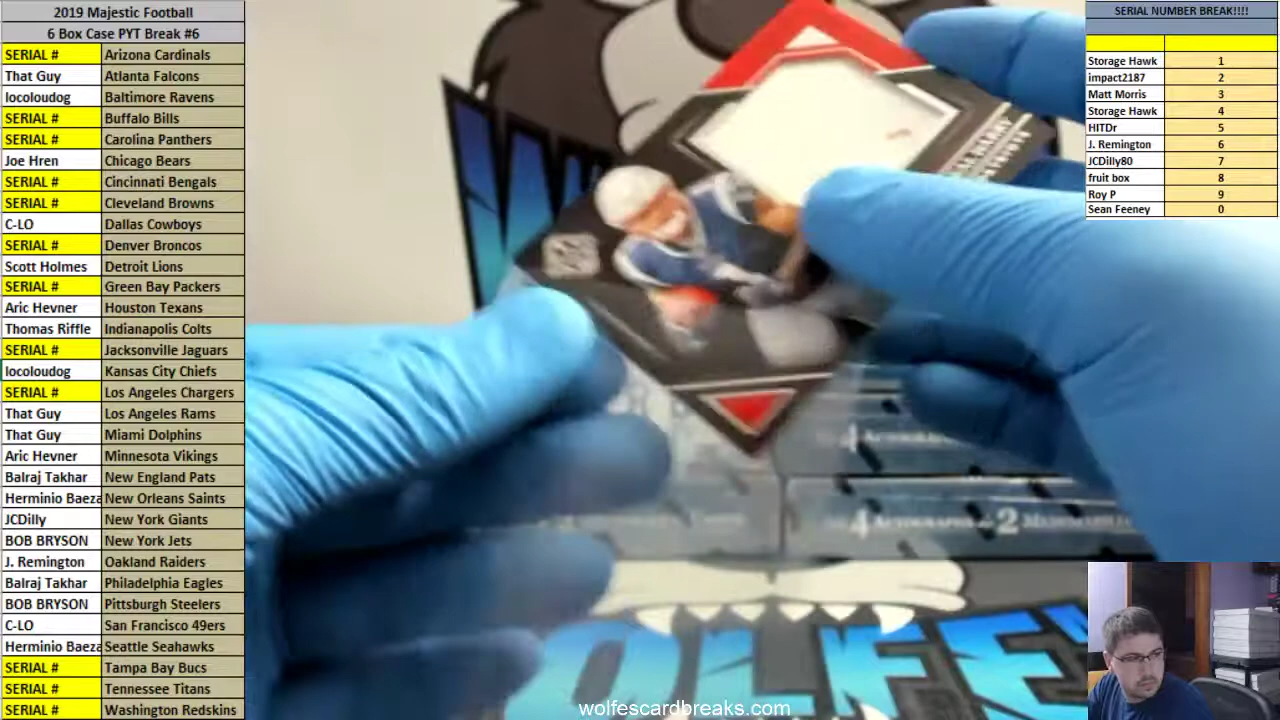 2019 Majestic Football
6 Box Case PYT Break #6
SERIAL # Arizona Cardinals
That Guy Atlanta Falcons
locoloudog Baltimore Ravens
SERIAL # Buffalo Bills
SERIAL # Carolina Panthers
Joe Hren Chicago Bears
SERIAL # Cincinnati Bengals
SERIAL # Cleveland Browns
C-LO Dallas Cowboys
SERIAL # Denver Broncos
Scott Holmes Detroit Lions
SERIAL # Green Bay Packers
Aric Hevner Houston Texans
Thomas Riffle Indianapolis Colts
SERIAL # Jacksonville Jaguars
locoloudog Kansas City Chiefs
SERIAL # Los Angeles Chargers
That Guy Los Angeles Rams
That Guy Miami Dolphins
Aric Hevner Minnesota Vikings
Balraj Takhar New England Pats
Herminio Baeza New Orleans Saints
JCDilly New York Giants
BOB BRYSON New York Jets
J. Remington Oakland Raiders
Balraj Takhar Philadelphia Eagles
BOB BRYSON Pittsburgh Steelers
C-LO San Francisco 49ers
Herminio Baeza Seattle Seahawks
SERIAL # Tampa Bay Bucs
SERIAL # Tennessee Titans
SERIAL # Washington Redskins
SERIAL NUMBER BREAK!!!!
Storage Hawk 1
impact2187 2
Matt Morris 3
Storage Hawk 4
HITDr 5
J. Remington 6
JCDilly80 7
fruit box 8
Roy P 9
Sean Feeney 0
4 Autographs 2
OLFE
wolfescardbreaks.com